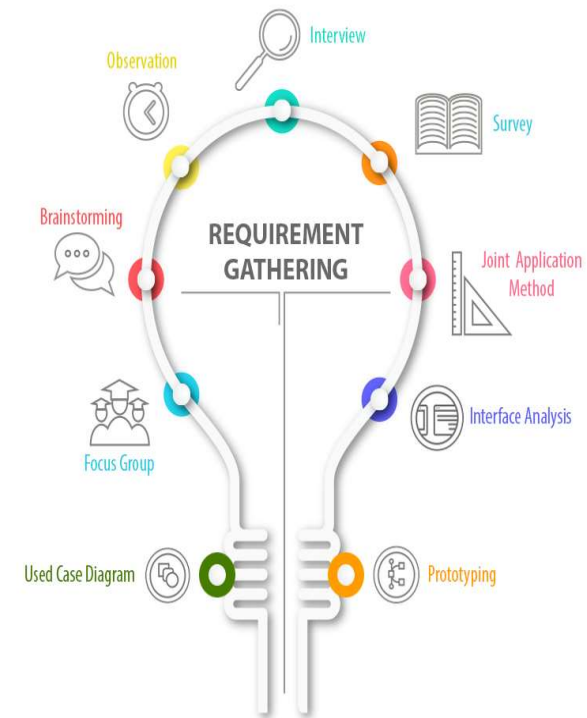 Interview
Observation
Survey
Brainstorming
REQUIREMENT
GATHERING
Joint Application
Method
Interface Analysis
Focus Group
Used Case Diagram
Prototyping